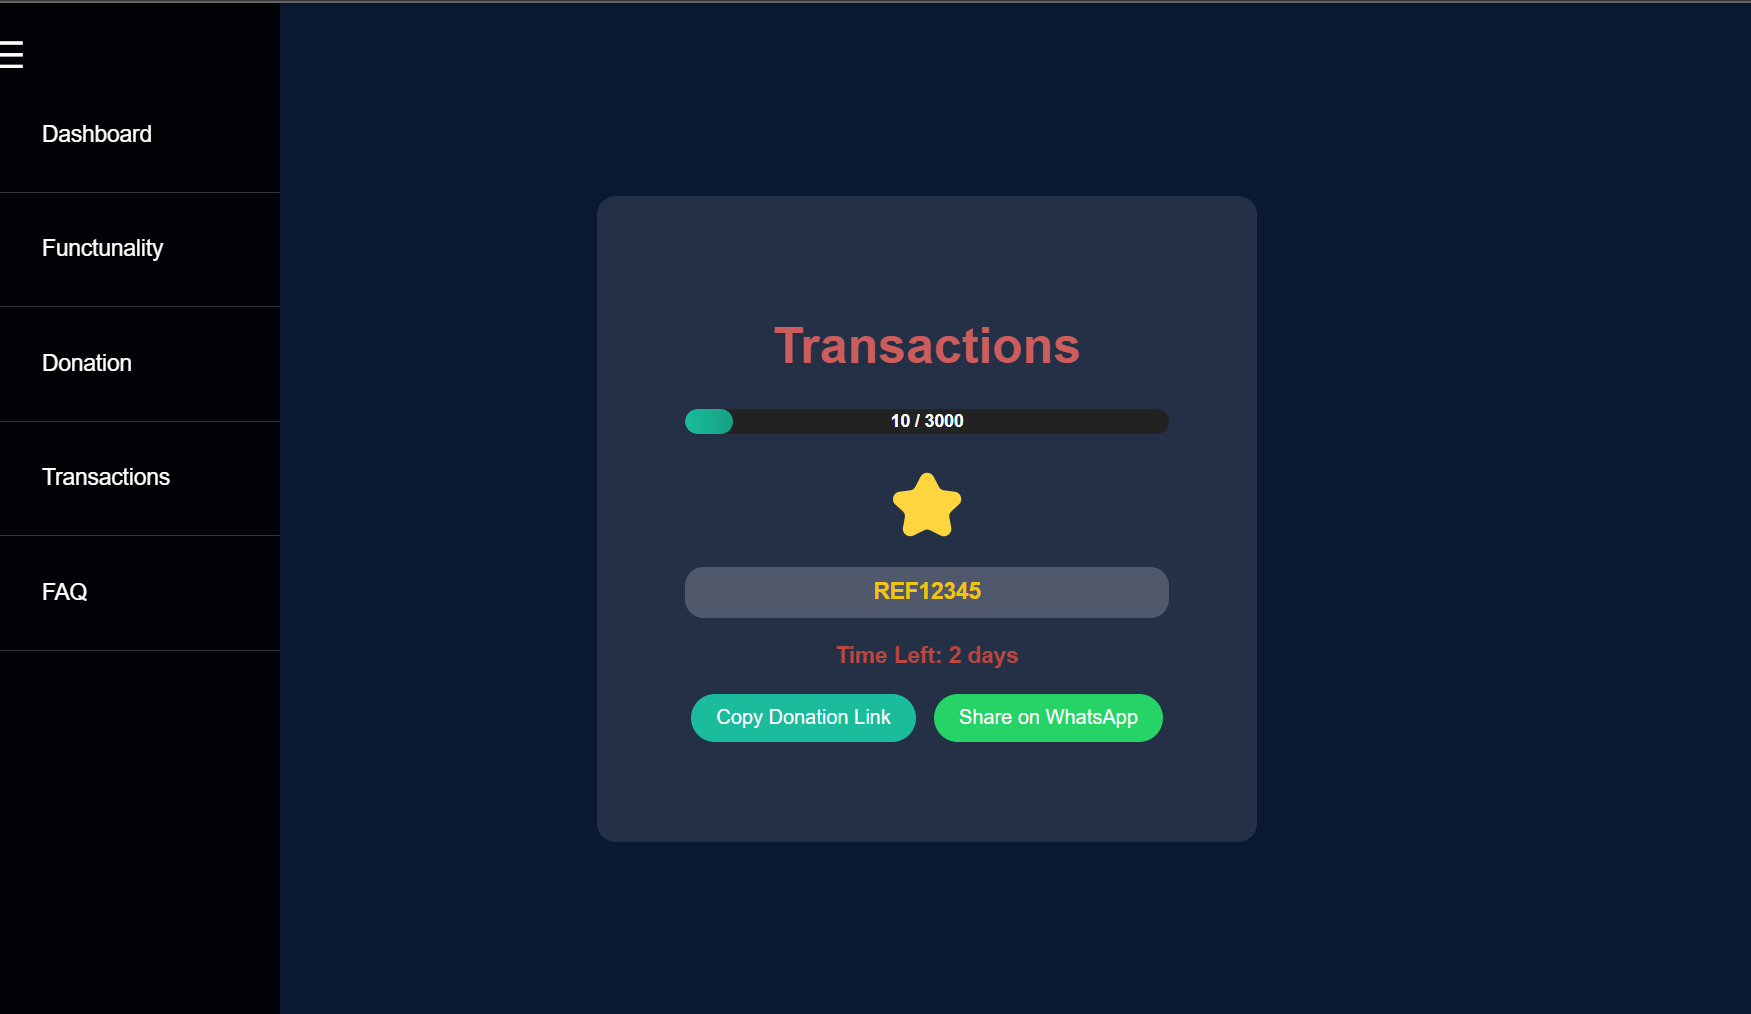 Dashboard
Functunality
Donation
Transactions
FAQ
Transactions
10 / 3000
REF12345
Time Left: 2 days
Copy Donation Link
Share on WhatsApp